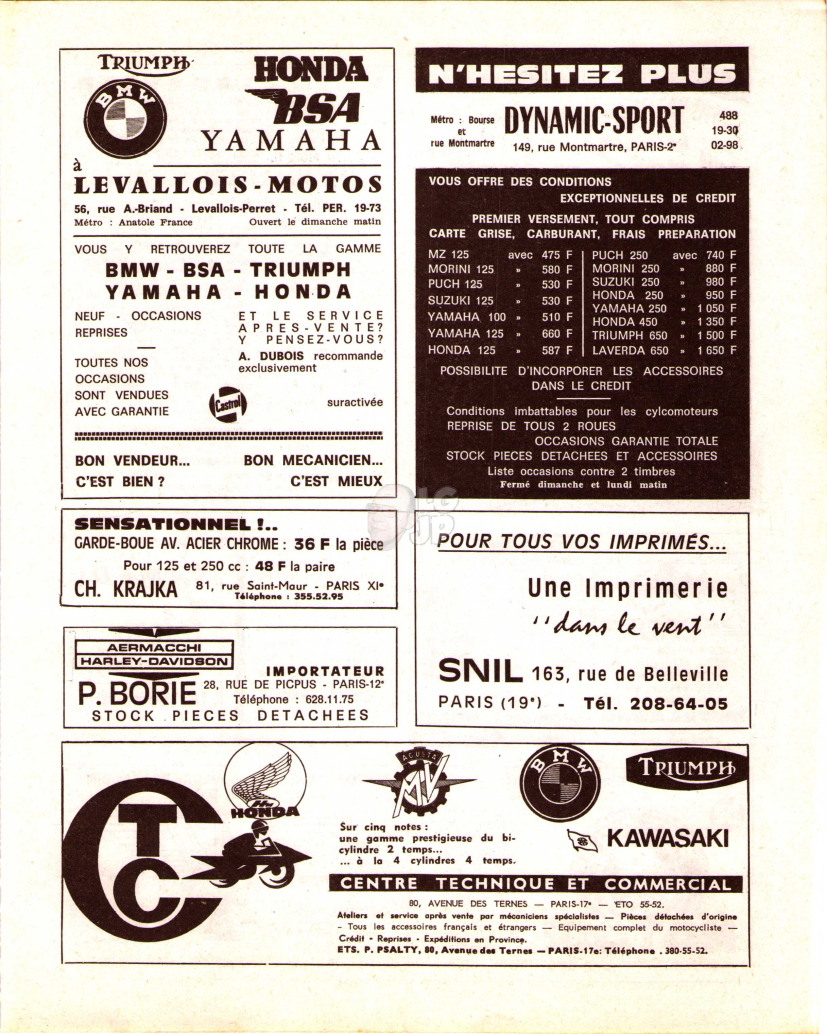 TRIUMPH
HONDA
BMW
BSA
YAMAHA
à
LEVALLOIS-MOTOS
56, rue A.-Briand - Levallois-Perret - Tél. PER. 19-73
Métro : Anatole France Ouvert le dimanche matin
VOUS Y RETROUVEREZ TOUTE LA GAMME
BMW - BSA - TRIUMPH
YAMAHA - HONDA
NEUF - OCCASIONS
REPRISES
TOUTES NOS
OCCASIONS
SONT VENDUES
AVEC GARANTIE
ET LE SERVICE
APRES-VENTE?
Y PENSEZ-VOUS?
A. DUBOIS recommande
exclusivement
Castrol
suractivée
BON VENDEUR... BON MECANICIEN...
C'EST BIEN ? C'EST MIEUX
N'HESITEZ PLUS
Métro : Bourse
et
rue Montmartre
DYNAMIC-SPORT
149, rue Montmartre, PARIS-2e
488
19-30
02-98
VOUS OFFRE DES CONDITIONS
EXCEPTIONNELLES DE CREDIT
PREMIER VERSEMENT, TOUT COMPRIS
CARTE GRISE, CARBURANT, FRAIS PREPARATION
MZ 125 avec 475 F
MORINI 125 » 580 F
PUCH 125 » 530 F
SUZUKI 125 » 530 F
YAMAHA 100 » 510 F
YAMAHA 125 » 660 F
HONDA 125 » 587 F
PUCH 250 avec 740 F
MORINI 250 » 880 F
SUZUKI 250 » 980 F
HONDA 250 » 950 F
YAMAHA 250 » 1 050 F
HONDA 450 » 1 350 F
TRIUMPH 650 » 1 500 F
LAVERDA 650 » 1 650 F
POSSIBILITE D'INCORPORER LES ACCESSOIRES
DANS LE CREDIT
Conditions imbattables pour les cylcomoteurs
REPRISE DE TOUS 2 ROUES
OCCASIONS GARANTIE TOTALE
STOCK PIECES DETACHEES ET ACCESSOIRES
Liste occasions contre 2 timbres
Fermé dimanche et lundi matin
LG
JP
SENSATIONNEL !..
GARDE-BOUE AV. ACIER CHROME : 36 F la pièce
Pour 125 et 250 cc : 48 F la paire
CH. KRAJKA 81, rue Saint-Maur - PARIS XIe
Téléphone : 355.52.95
POUR TOUS VOS IMPRIMÉS...
Une Imprimerie
''dans le vent''
SNIL 163, rue de Belleville
PARIS (19e) - Tél. 208-64-05
AERMACCHI
HARLEY-DAVIDSON
IMPORTATEUR
P. BORIE 28, RUE DE PICPUS - PARIS-12e
Téléphone : 628.11.75
STOCK PIECES DETACHEES
CTC
HONDA
AGUSTA
MV
BMW
TRIUMPH
KAWASAKI
Sur cinq notes :
une gamme prestigieuse du bi-
cylindre 2 temps...
... à la 4 cylindres 4 temps.
CENTRE TECHNIQUE ET COMMERCIAL
80, AVENUE DES TERNES — PARIS-17e — ETO 55-52.
Ateliers et service après vente par mécaniciens spécialistes — Pièces détachées d'origine
- Tous les accessoires français et étrangers — Equipement complet du motocycliste —
Crédit - Reprises - Expéditions en Province.
ETS. P. PSALTY, 80, Avenue des Ternes — PARIS-17e: Téléphone . 380-55-52.